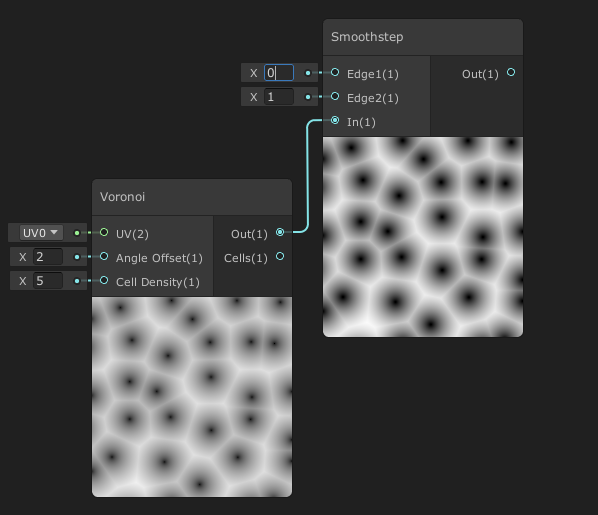 Smoothstep
X 0 Edge1(1) Out(1)
X 1 Edge2(1)
In(1)
Voronoi
UV0 UV(2) Out(1)
X 2 Angle Offset(1) Cells(1)
X 5 Cell Density(1)